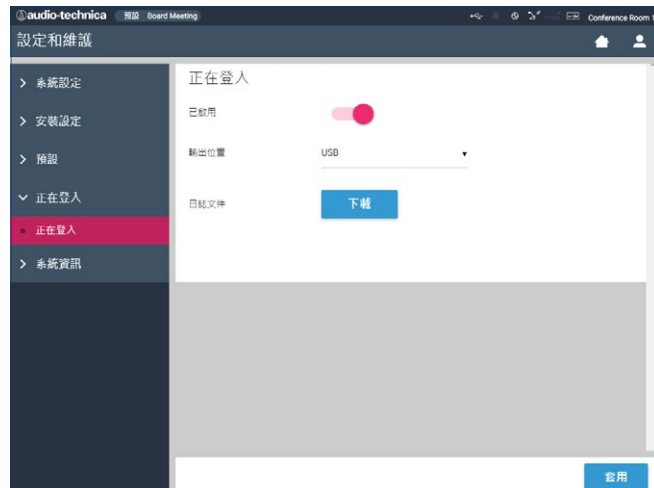 audio-technica 預設 Board Meeting Conference Room 1
設定和維護
系統設定
安裝設定
預設
正在登入
正在登入
系統資訊
正在登入
已啟用
輸出位置 USB
日誌文件 下載
套用